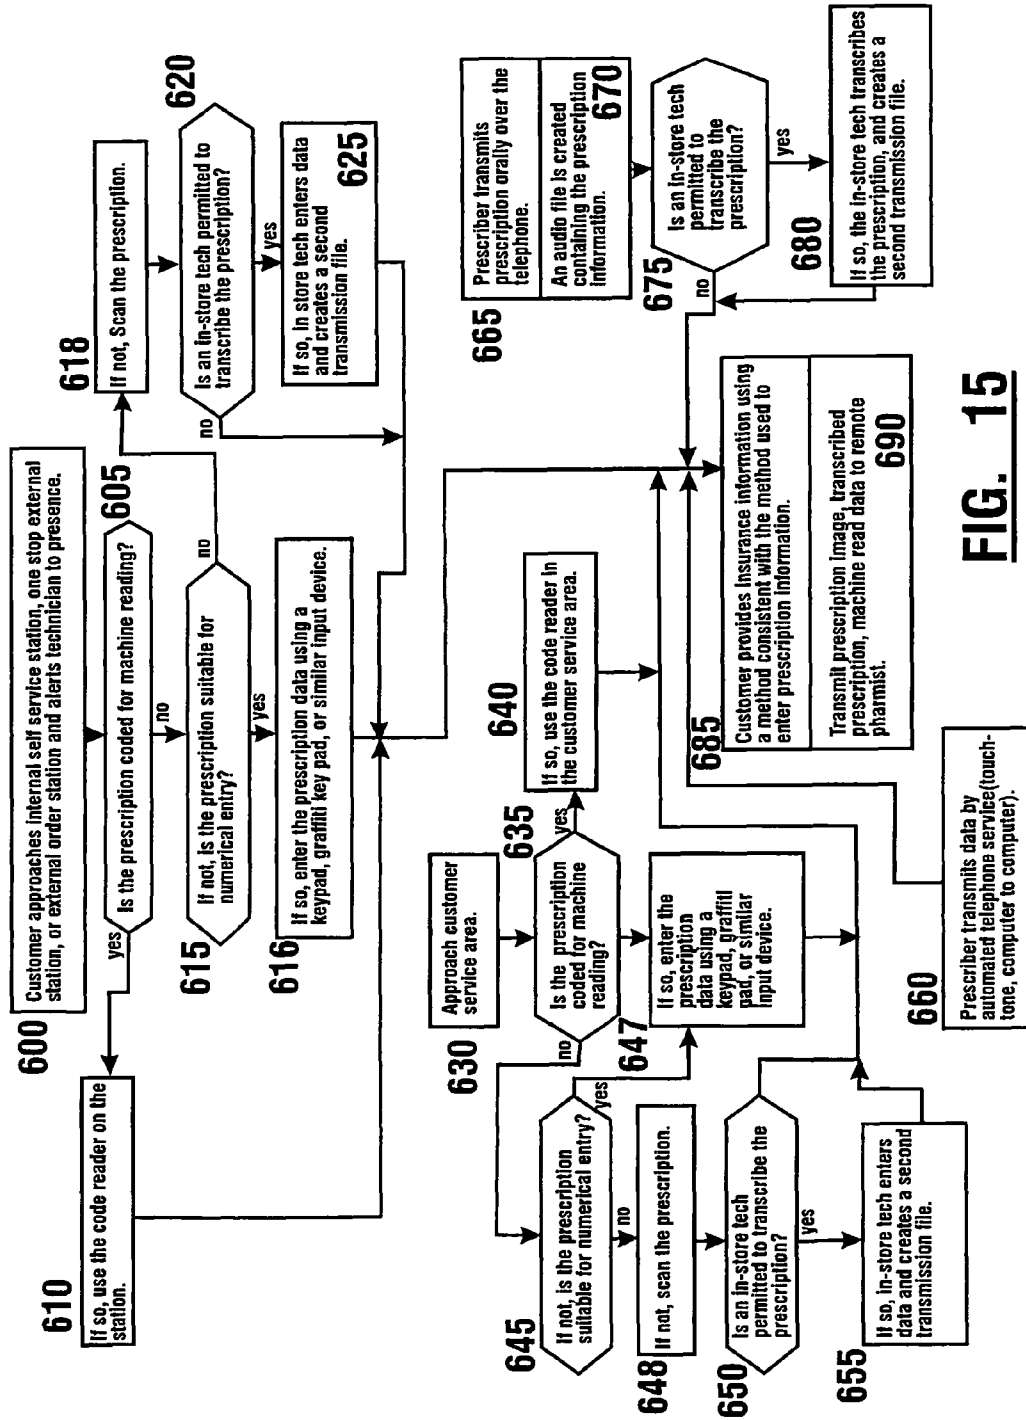 600
Customer approaches internal self service station, one stop external
station, or external order station and alerts technician to presence.
605
Is the prescription coded for machine reading?
yes
no
610
If so, use the code reader on the
station.
615
If not, is the prescription suitable for
numerical entry?
no
yes
616
If so, enter the prescription data using a
keypad, graffiti key pad, or similar input device.
618
If not, Scan the prescription.
620
Is an in-store tech permitted to
transcribe the prescription?
no
yes
If so, in store tech enters data
and creates a second
transmission file.
625
630
Approach customer
service area.
635
Is the prescription
coded for machine
reading?
yes
no
640
If so, use the code reader in
the customer service area.
645
If not, is the prescription
suitable for numerical entry?
yes
no
647
If so, enter the
prescription
data using a
keypad, graffiti
pad, or similar
input device.
648
If not, scan the prescription.
650
Is an in-store tech
permitted to transcribe the
prescription?
yes
655
If so, in-store tech enters
data and creates a second
transmission file.
660
Prescriber transmits data by
automated telephone service(touch-
tone, computer to computer).
665
Prescriber transmits
prescription orally over the
telephone.
An audio file is created
containing the prescription
information.
670
675
Is an in-store tech
permitted to
transcribe the
prescription?
no
yes
680
If so, the in-store tech transcribes
the prescription, and creates a
second transmission file.
685
Customer provides insurance information using
a method consistent with the method used to
enter prescription information.
Transmit prescription image, transcribed
prescription, machine read data to remote
pharmist.
690
FIG. 15